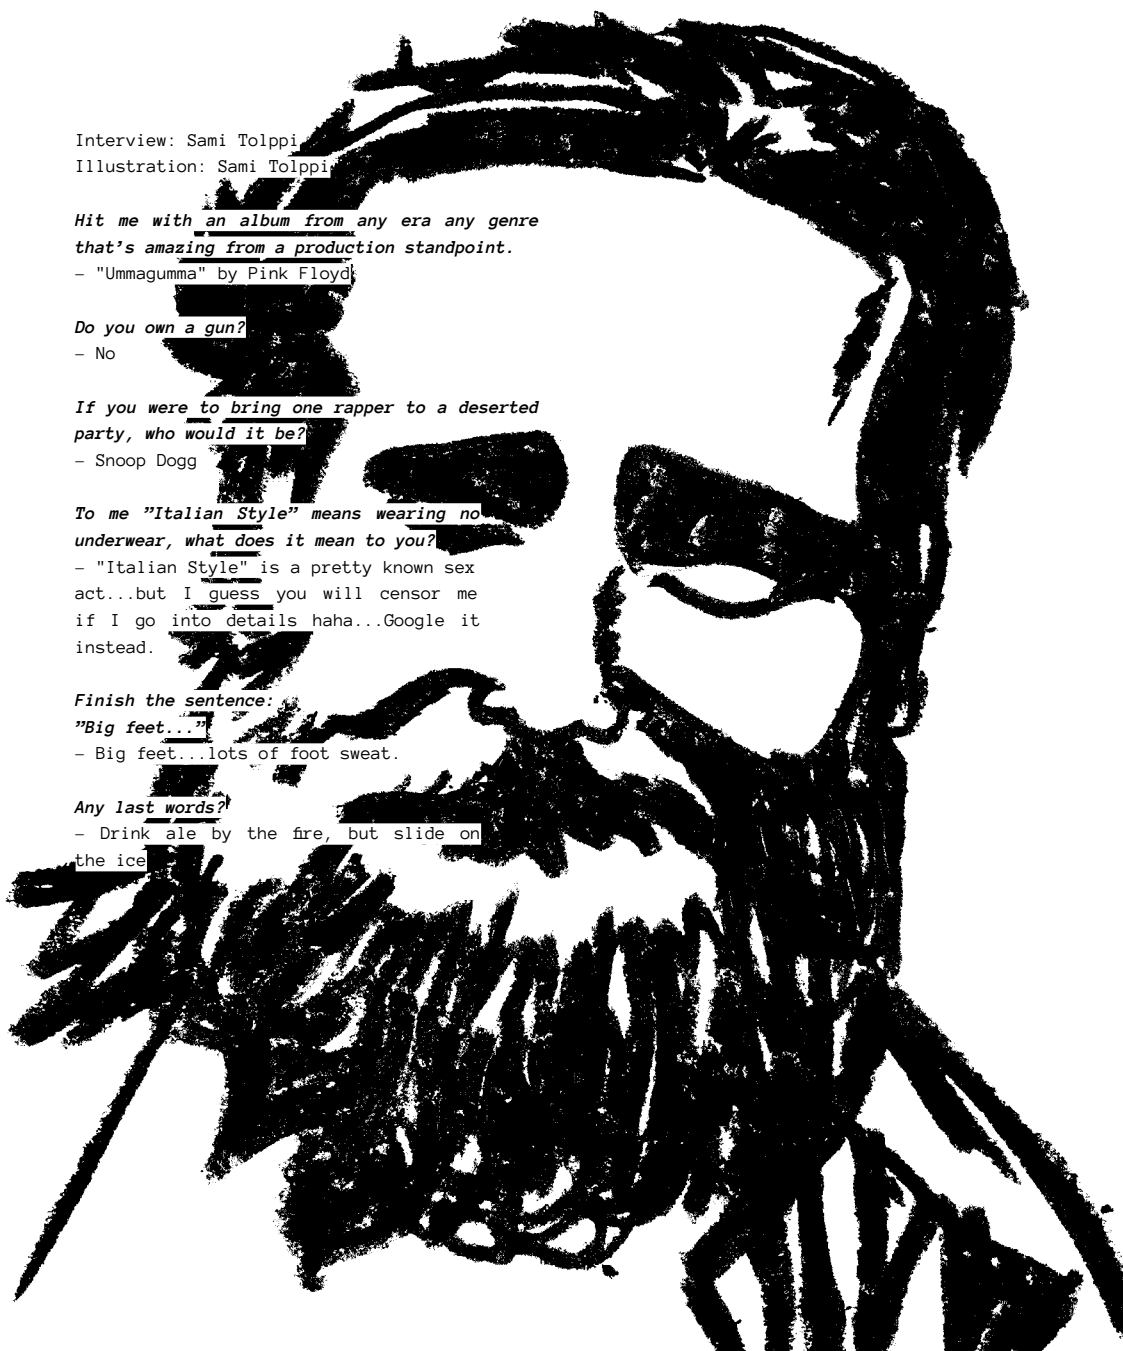 Interview: Sami Tolppi
Illustration: Sami Tolppi
Hit me with an album from any era any genre
that’s amazing from a production standpoint.
– "Ummagumma" by Pink Floyd
Do you own a gun?
– No
If you were to bring one rapper to a deserted
party, who would it be?
– Snoop Dogg
To me ”Italian Style” means wearing no
underwear, what does it mean to you?
– "Italian Style" is a pretty known sex
act...but I guess you will censor me
if I go into details haha...Google it
instead.
Finish the sentence:
”Big feet...”
– Big feet...lots of foot sweat.
Any last words?
– Drink ale by the fire, but slide on
the ice